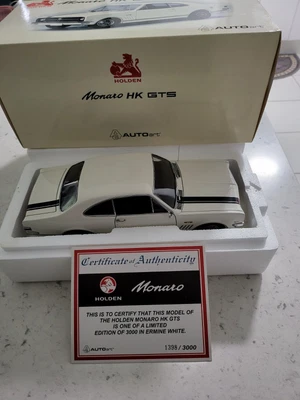 HOLDEN
Monaro HK GTS
AUTOart
Certificate of Authenticity
HOLDEN
Monaro
THIS IS TO CERTIFY THAT THIS MODEL OF
THE HOLDEN MONARO HK GTS
IS ONE OF A LIMITED
EDITION OF 3000 IN ERMINE WHITE.
AUTOart
1396 / 3000